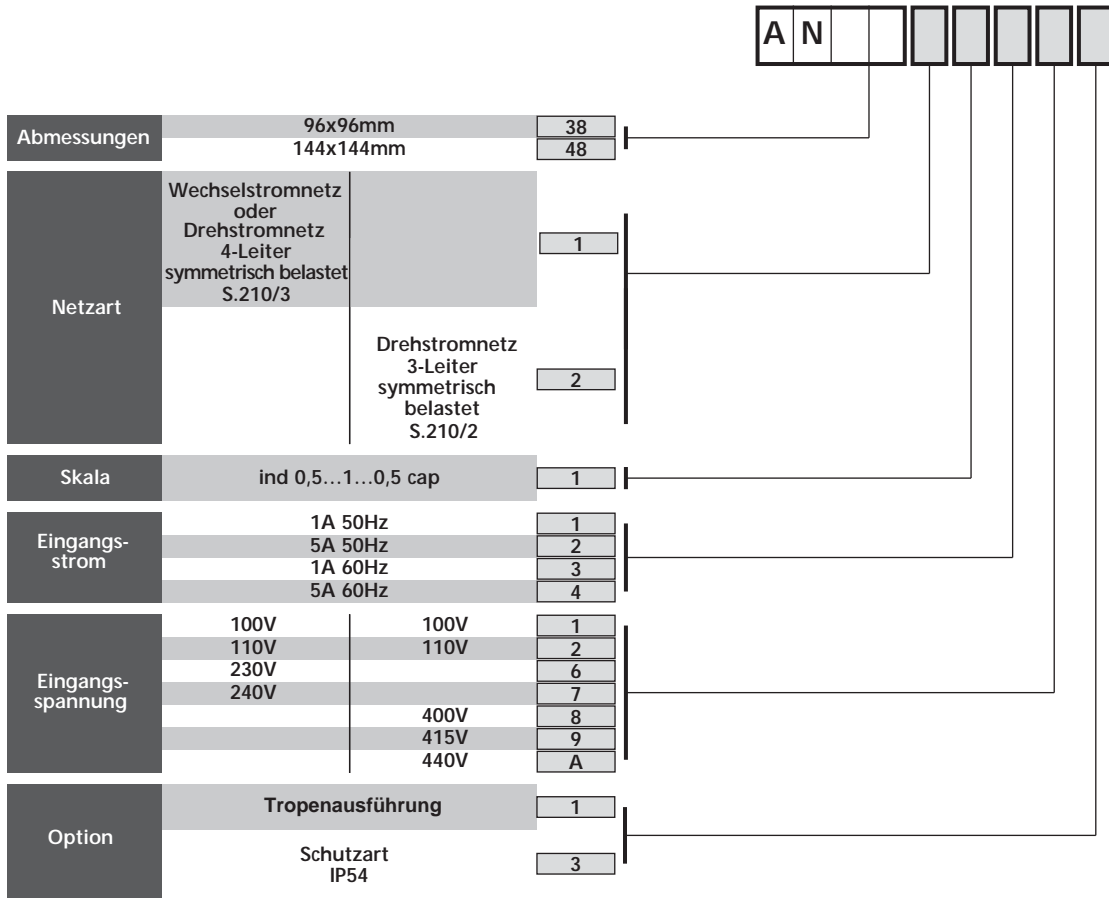 A N
Abmessungen
96x96mm 38
144x144mm 48
Netzart
Wechselstromnetz
oder
Drehstromnetz
4-Leiter
symmetrisch belastet
S.210/3
1
Drehstromnetz
3-Leiter
symmetrisch
belastet
S.210/2
2
Skala ind 0,5…1…0,5 cap 1
Eingangs-
strom
1A 50Hz 1
5A 50Hz 2
1A 60Hz 3
5A 60Hz 4
Eingangs-
spannung
100V 100V 1
110V 110V 2
230V 6
240V 7
400V 8
415V 9
440V A
Option
Tropenausführung 1
Schutzart
IP54
3